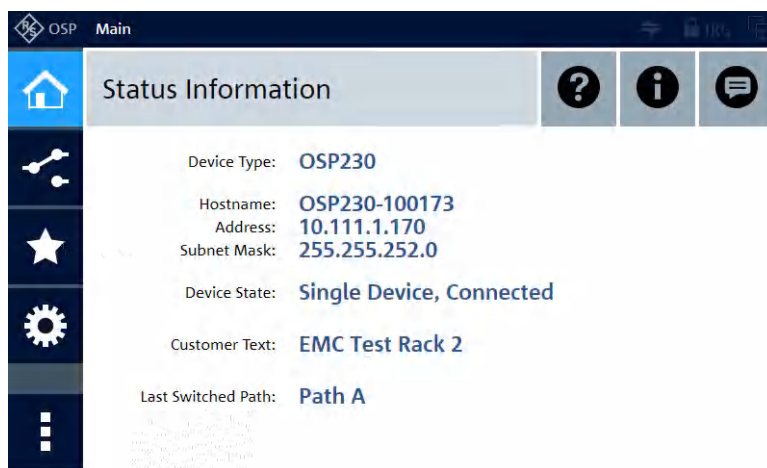 R&S OSP Main TRG
Status Information ? i
Device Type: OSP230
Hostname: OSP230-100173
Address: 10.111.1.170
Subnet Mask: 255.255.252.0
Device State: Single Device, Connected
Customer Text: EMC Test Rack 2
Last Switched Path: Path A